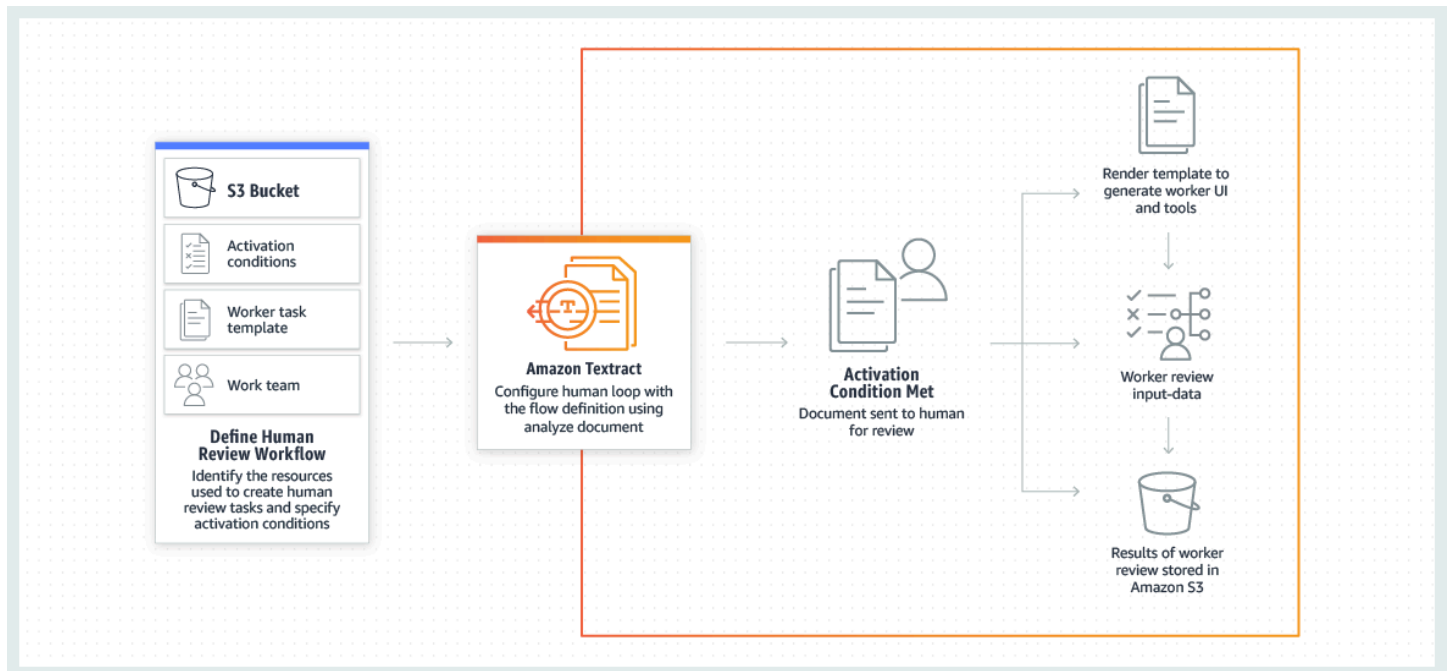 S3 Bucket
Activation
conditions
Worker task
template
Work team
Define Human
Review Workflow
Identify the resources
used to create human
review tasks and specify
activation conditions
T
Amazon Textract
Configure human loop with
the flow definition using
analyze document
Activation
Condition Met
Document sent to human
for review
Render template to
generate worker UI
and tools
Worker review
input-data
Results of worker
review stored in
Amazon S3